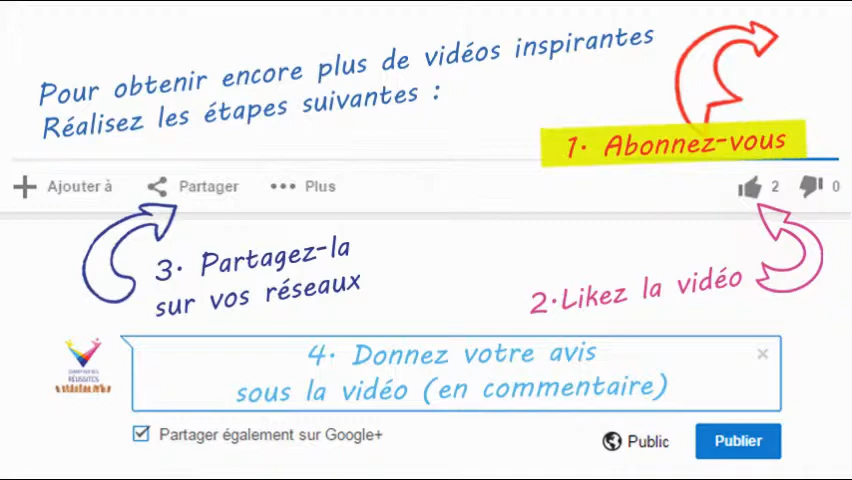 Pour obtenir encore plus de vidéos inspirantes
Réalisez les étapes suivantes :
1. Abonnez-vous
Ajouter à Partager Plus 2 0
3. Partagez-la
sur vos réseaux
2.Likez la vidéo
4. Donnez votre avis
sous la vidéo (en commentaire)
RÉUSSITES
Partager également sur Google+
Public Publier